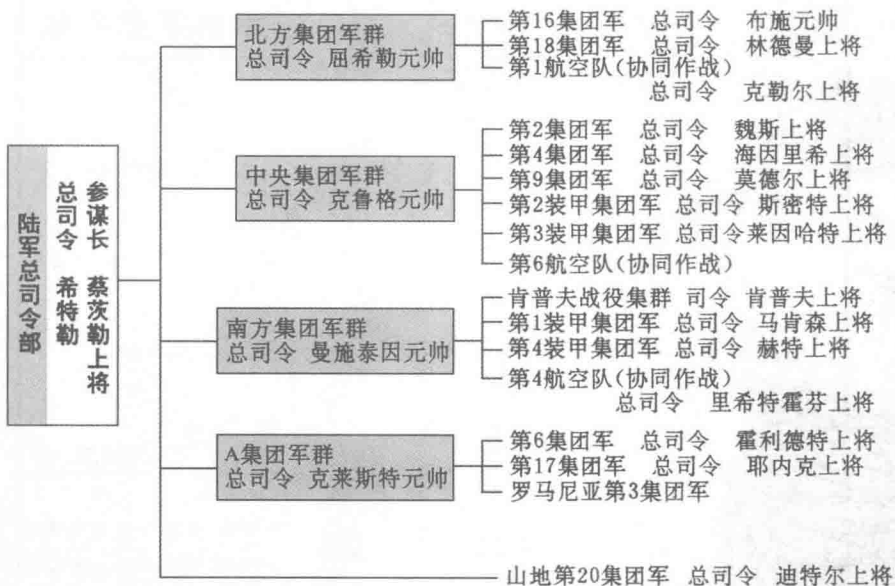 陆军总司令部
总司令 希特勒
参谋长 蔡茨勒上将
北方集团军群
总司令 屈希勒元帅
第16集团军 总司令 布施元帅
第18集团军 总司令 林德曼上将
第1航空队(协同作战)
总司令 克勒尔上将
中央集团军群
总司令 克鲁格元帅
第2集团军 总司令 魏斯上将
第4集团军 总司令 海因里希上将
第9集团军 总司令 莫德尔上将
第2装甲集团军 总司令 斯密特上将
第3装甲集团军 总司令莱因哈特上将
第6航空队(协同作战)
南方集团军群
总司令 曼施泰因元帅
肯普夫战役集群 司令 肯普夫上将
第1装甲集团军 总司令 马肯森上将
第4装甲集团军 总司令 赫特上将
第4航空队(协同作战)
总司令 里希特霍芬上将
A集团军群
总司令 克莱斯特元帅
第6集团军 总司令 霍利德特上将
第17集团军 总司令 耶内克上将
罗马尼亚第3集团军
山地第20集团军 总司令 迪特尔上将